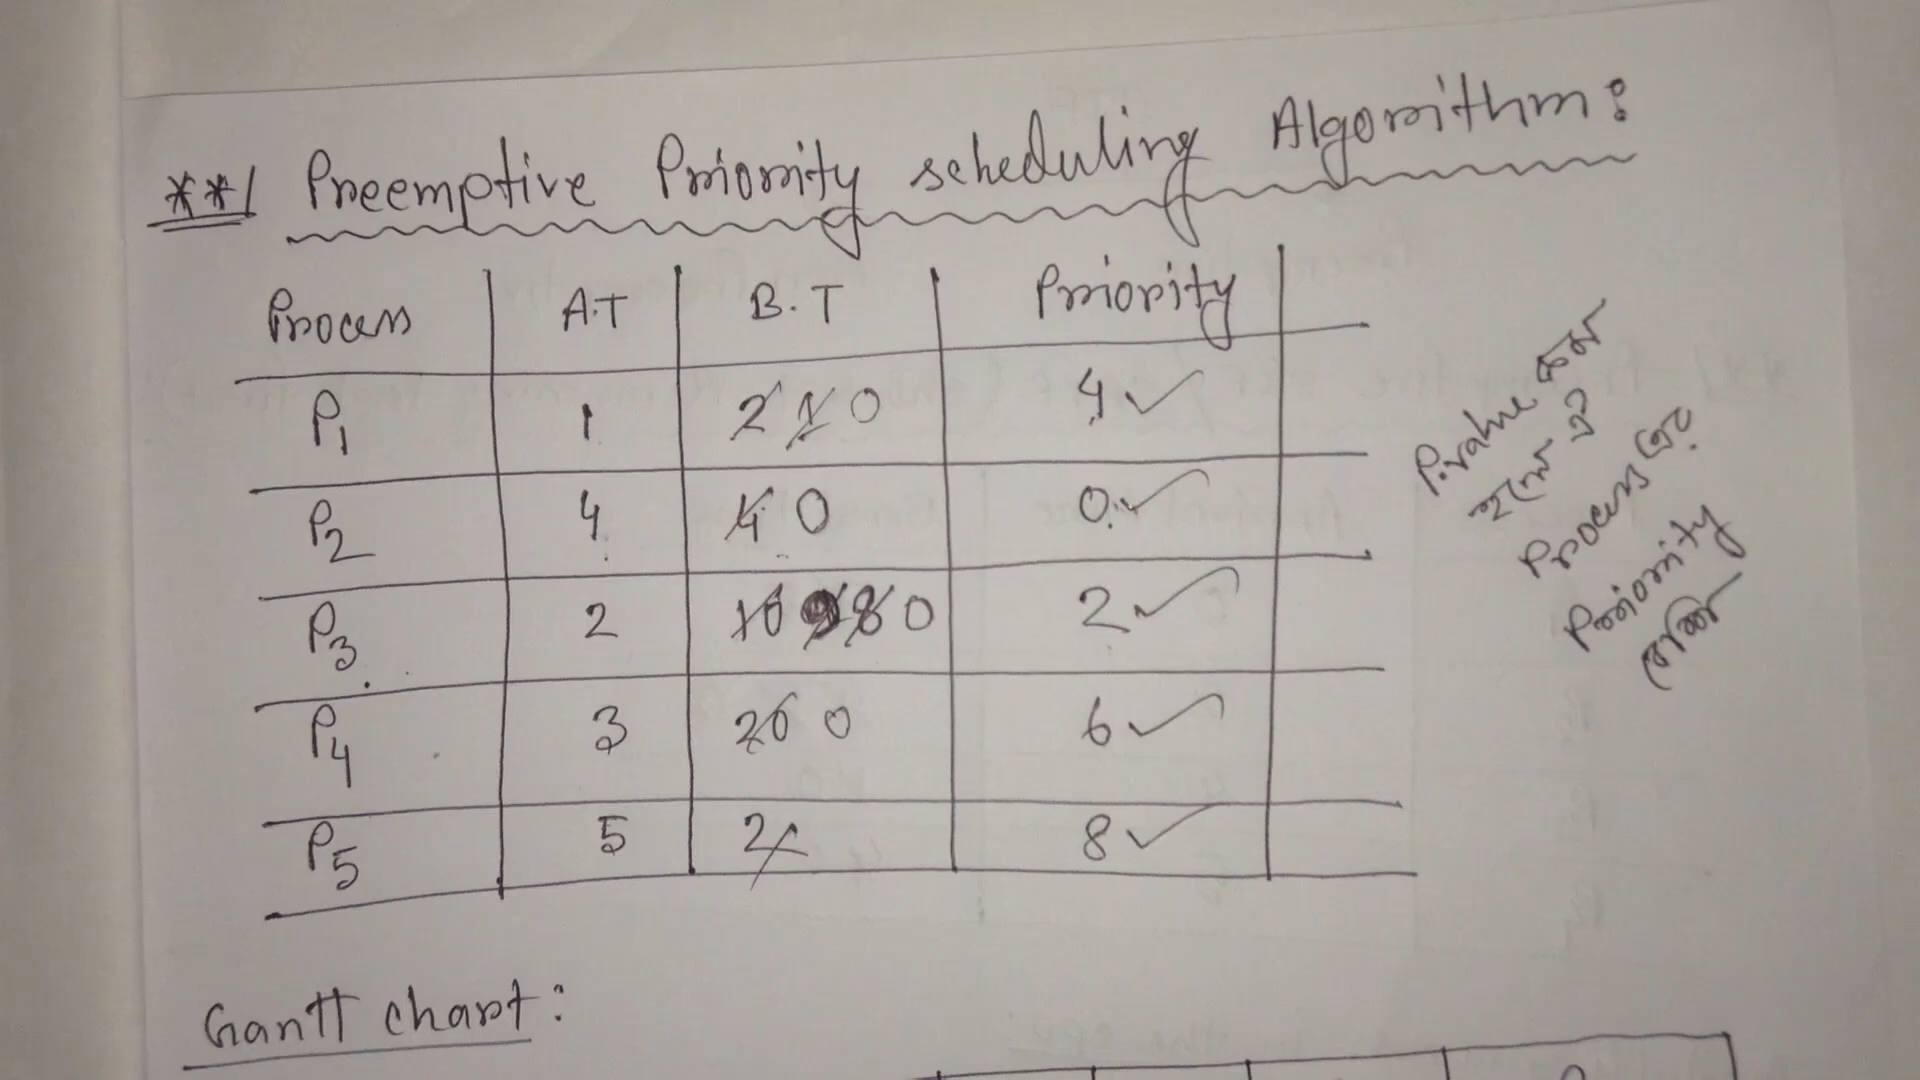 **/ Preemptive Priority scheduling Algorithm:
Process A.T B.T Priority
P1 1 2 1 0 4
P2 4 4 0 0
P3 2 10 8 0 2
P4 3 20 0 6
P5 5 2 8
P.value কম
হলে ঐ
Process এর
Priority
বেশি
Gantt chart: